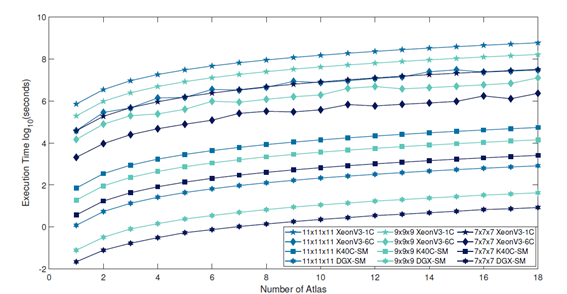 10
8
6
4
2
0
-2
0 2 4 6 8 10 12 14 16 18
Execution Time log10(seconds)
Number of Atlas
11x11x11 XeonV3-1C 9x9x9 XeonV3-1C 7x7x7 XeonV3-1C
11x11x11 XeonV3-6C 9x9x9 XeonV3-6C 7x7x7 XeonV3-6C
11x11x11 K40C-SM 9x9x9 K40C-SM 7x7x7 K40C-SM
11x11x11 DGX-SM 9x9x9 DGX-SM 7x7x7 DGX-SM